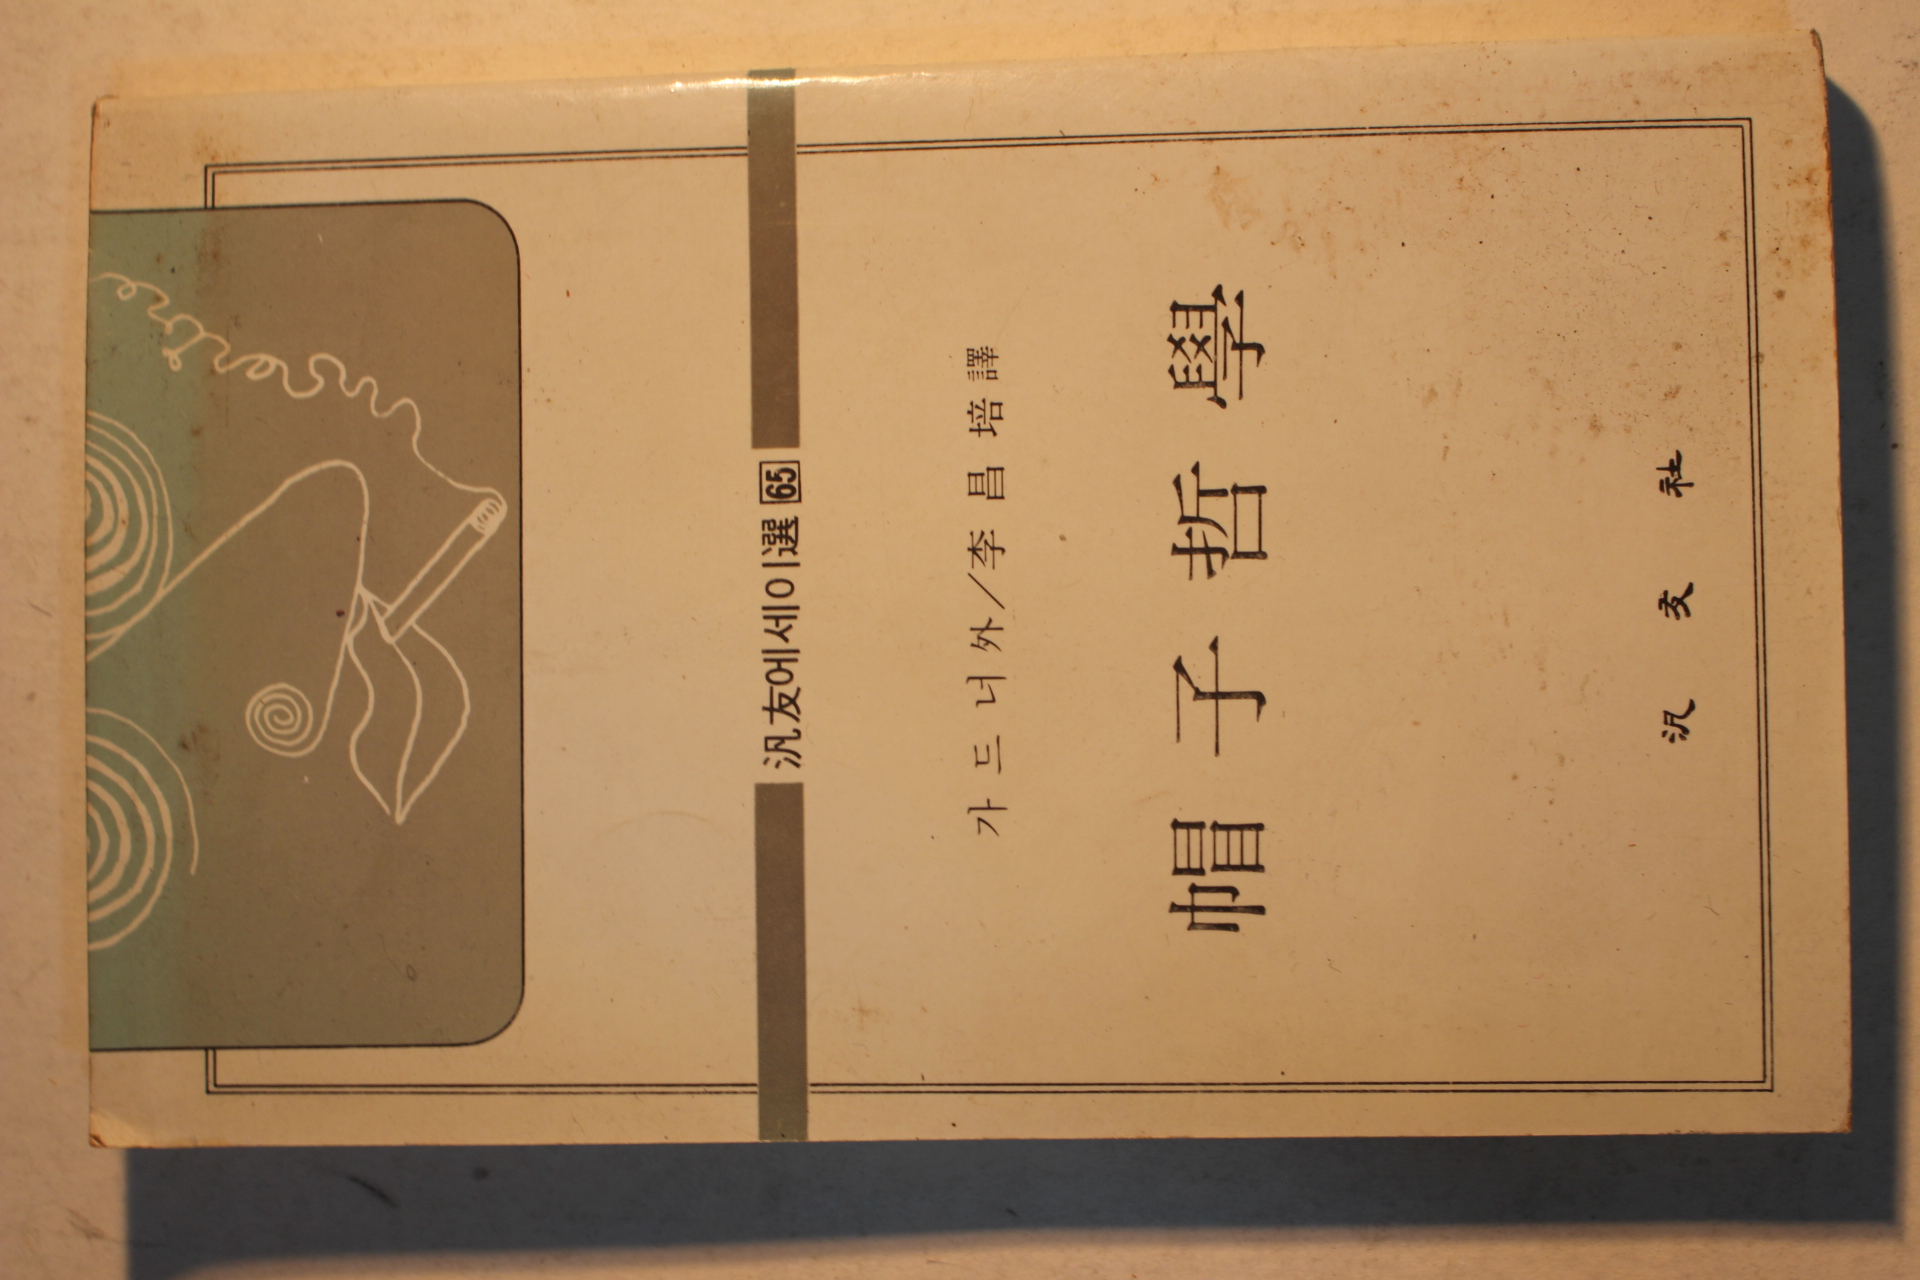 汎友에세이選 65
가드너 外/李昌培 譯
帽子哲學
汎友社